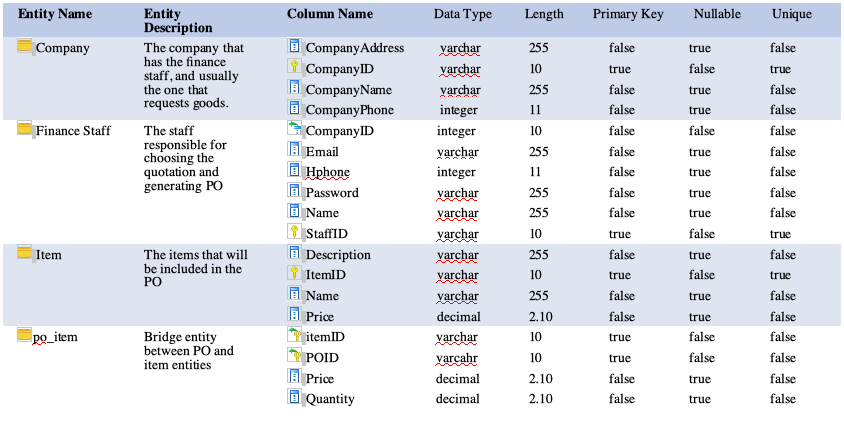 Entity Name Entity Description Column Name Data Type Length Primary Key Nullable Unique
Company The company that CompanyAddress varchar 255 false true false
has the finance CompanyID varchar 10 true false true
staff, and usually
the one that CompanyName varchar 255 false true false
requests goods. CompanyPhone integer 11 false true false
Finance Staff The staff CompanyID integer 10 false false false
responsible for Email varchar 255 false true false
choosing the
quotation and Hphone integer 11 false true false
generating PO Password varchar 255 false true false
Name varchar 255 false true false
StaffID varchar 10 true false true
Item The items that will Description varchar 255 false true false
be included in the ItemID varchar 10 true false true
PO
Name varchar 255 false true false
Price decimal 2.10 false true false
po_item Bridge entity itemID varchar 10 true false false
between PO and POID varcahr 10 true false false
item entities
Price decimal 2.10 false true false
Quantity decimal 2.10 false true false